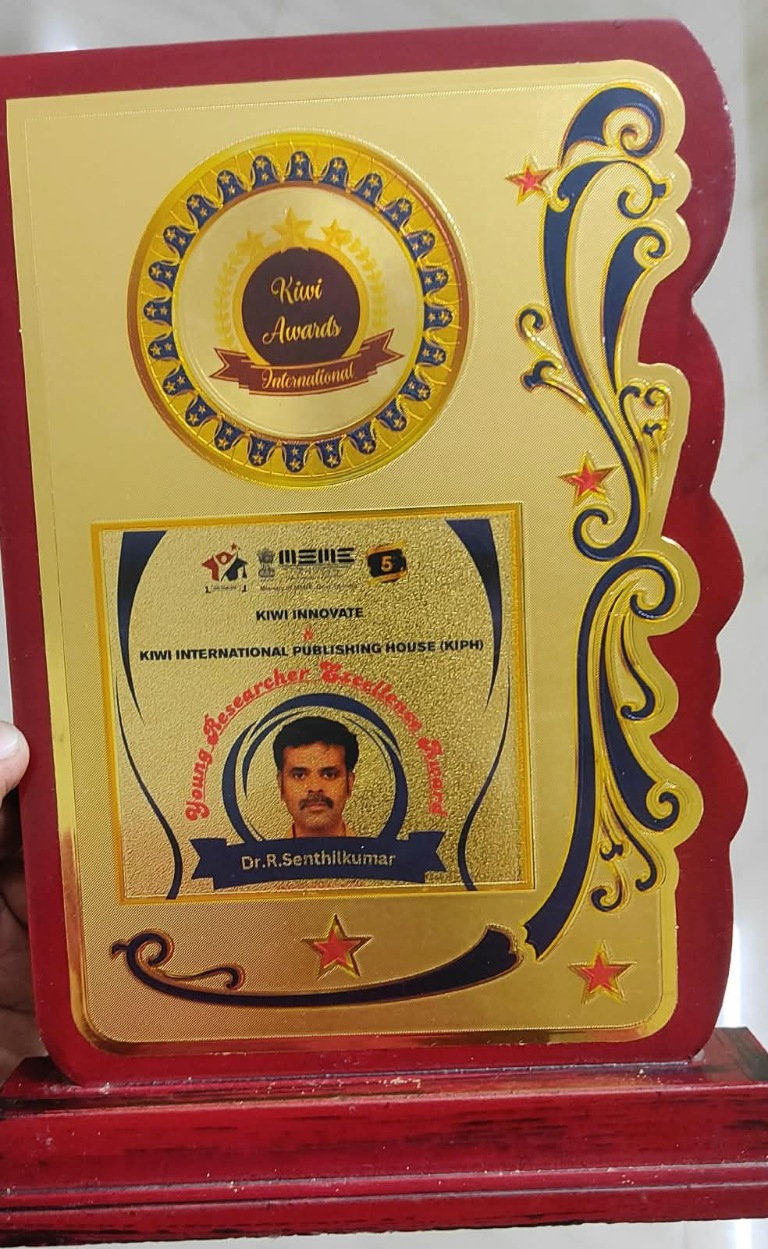 Kiwi
Awards
International
MSME
5
KIWI INNOVATE
&
KIWI INTERNATIONAL PUBLISHING HOUSE (KIPH)
Young Researcher Excellence Award
Dr.R.Senthilkumar